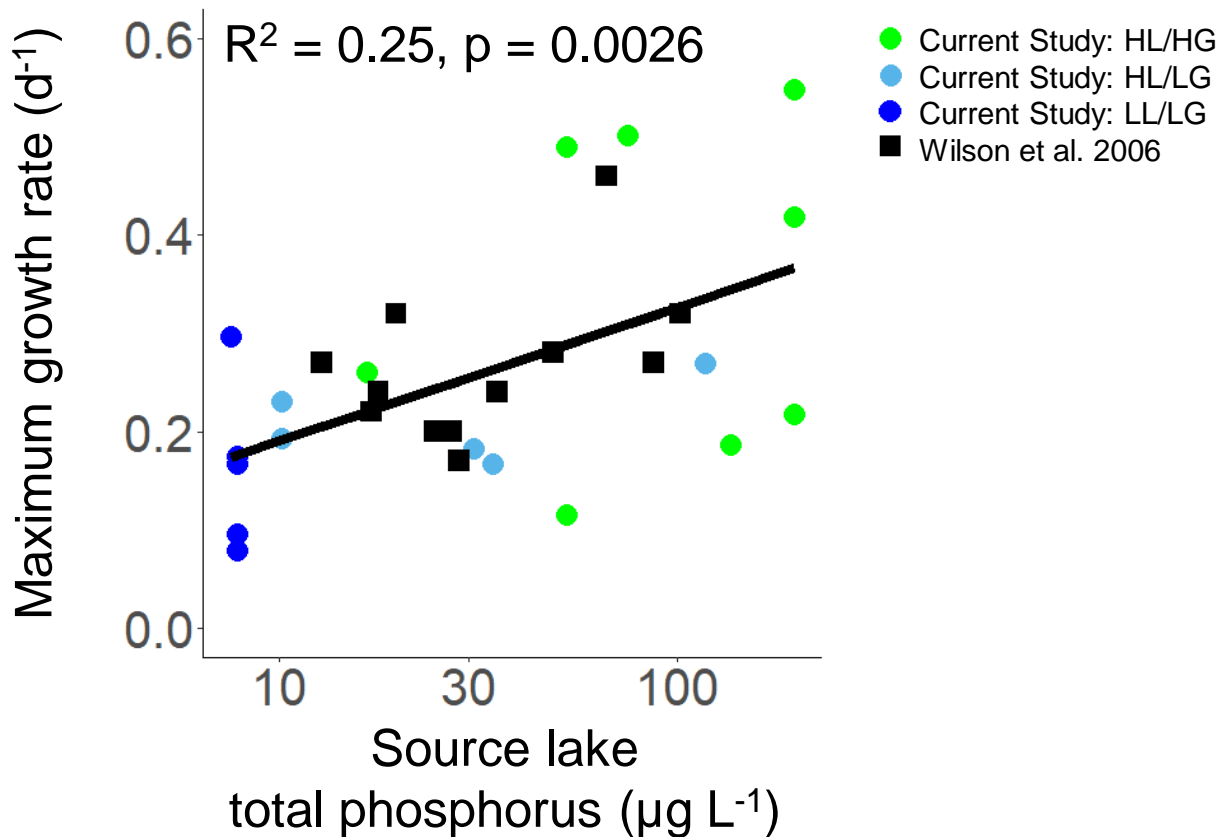 R² = 0.25, p = 0.0026
Maximum growth rate (d⁻¹)
0.6
0.4
0.2
0.0
10 30 100
Source lake
total phosphorus (µg L⁻¹)
Current Study: HL/HG
Current Study: HL/LG
Current Study: LL/LG
Wilson et al. 2006